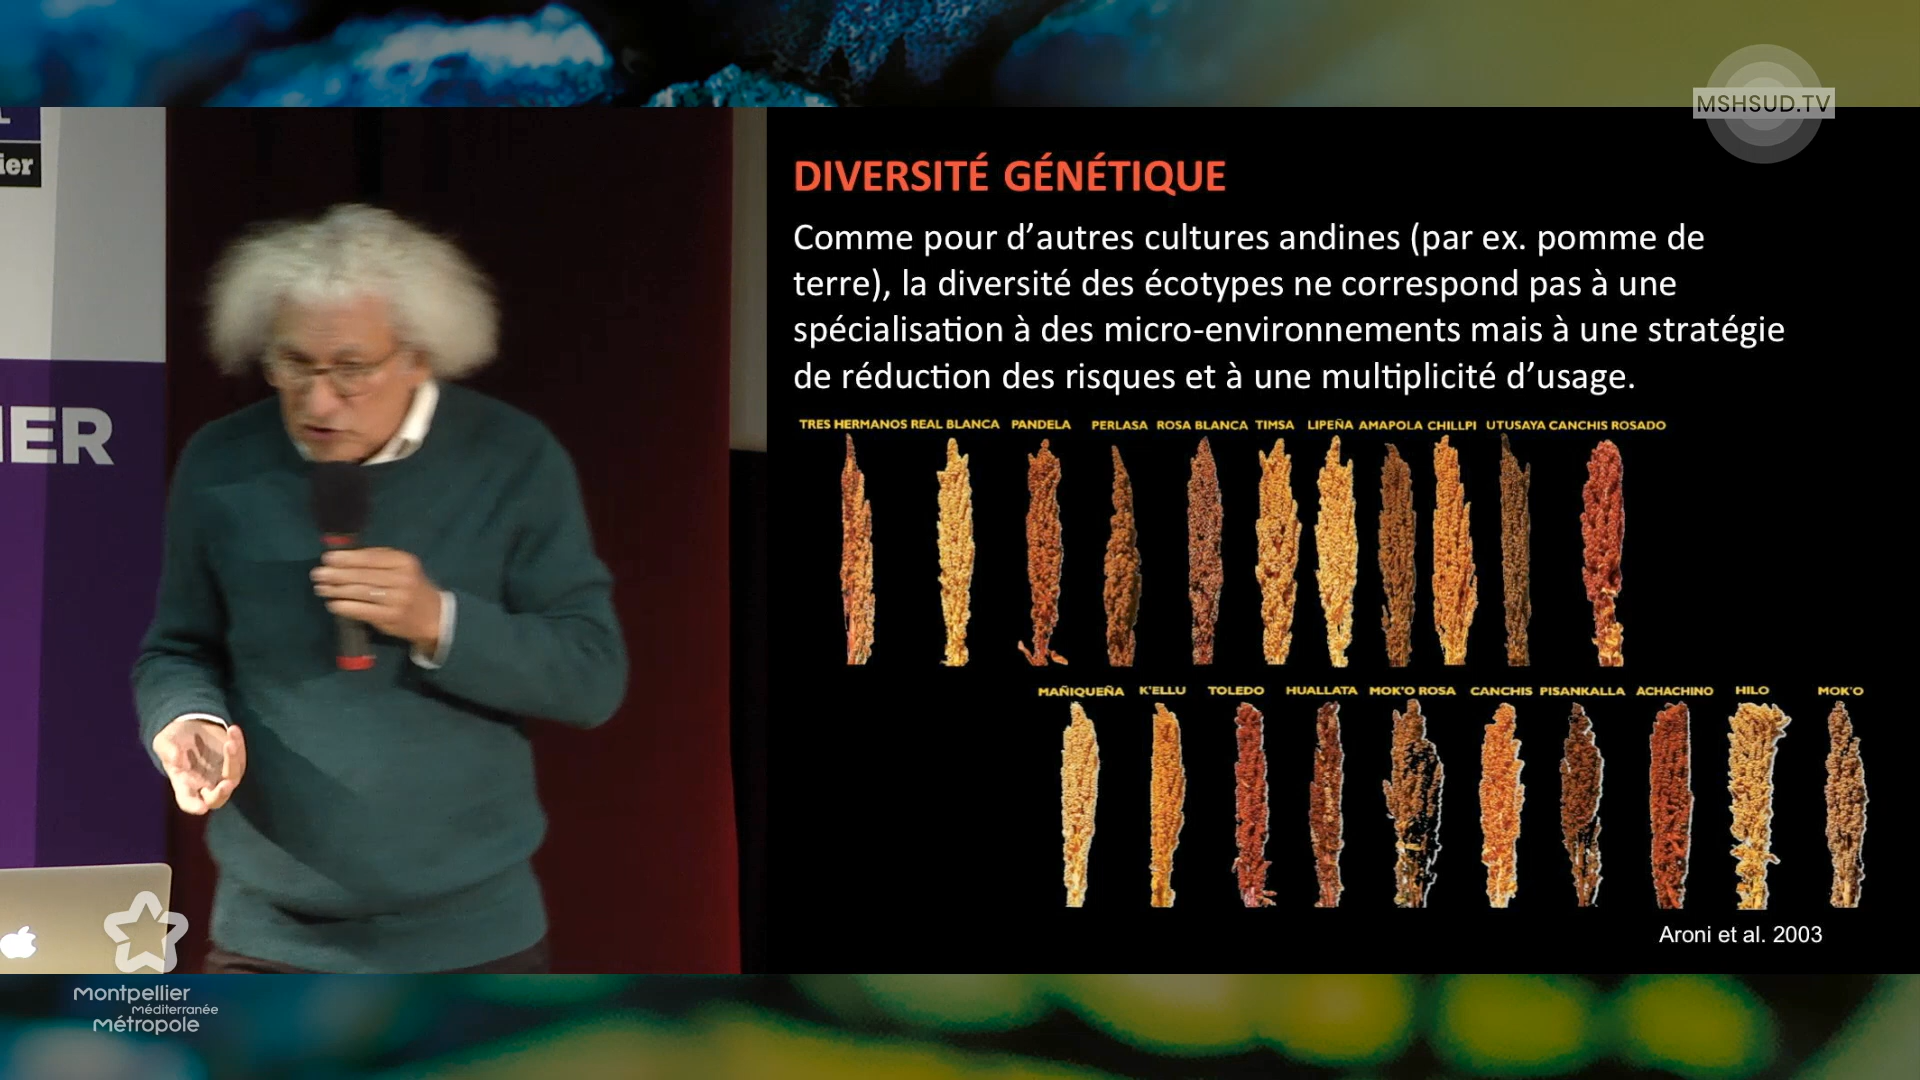 MSHSUD.TV
ier
IER
DIVERSITÉ GÉNÉTIQUE
Comme pour d’autres cultures andines (par ex. pomme de
terre), la diversité des écotypes ne correspond pas à une
spécialisation à des micro-environnements mais à une stratégie
de réduction des risques et à une multiplicité d’usage.
TRES HERMANOS REAL BLANCA PANDELA PERLASA ROSA BLANCA TIMSA LIPEÑA AMAPOLA CHILLPI UTUSAYA CANCHIS ROSADO
MAÑIQUEÑA K'ELLU TOLEDO HUALLATA MOK'O ROSA CANCHIS PISANKALLA ACHACHINO HILO MOK'O
Aroni et al. 2003
montpellier
méditerranée
métropole